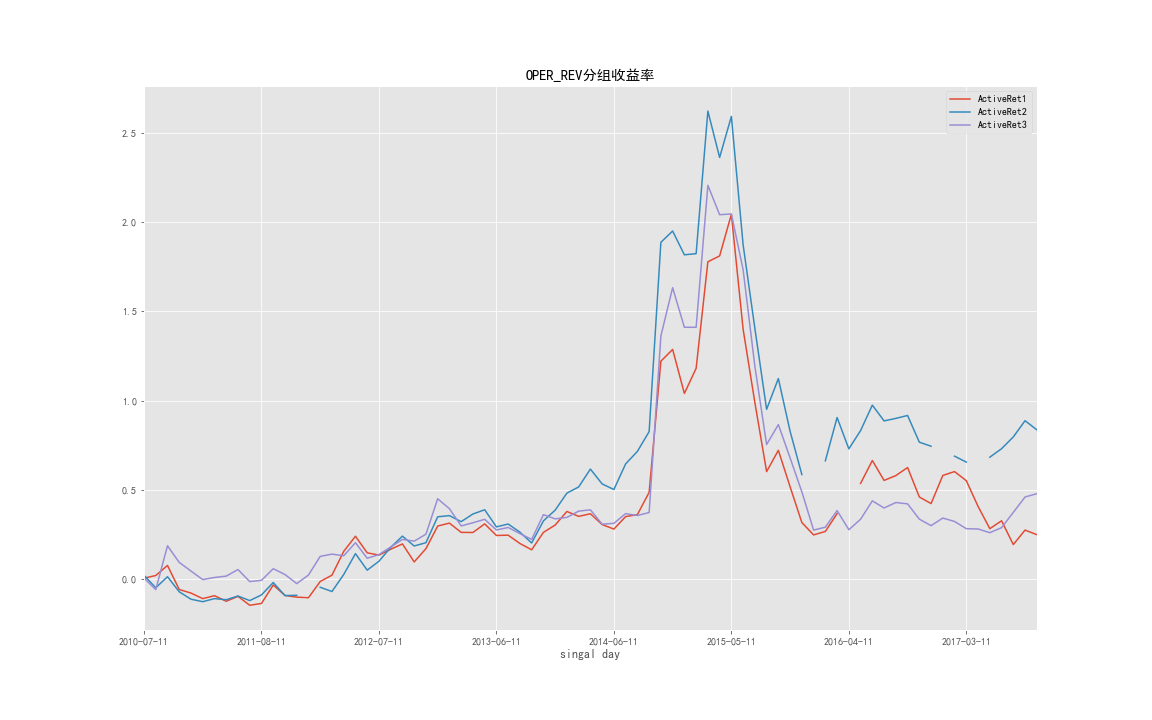 OPER_REV分组收益率
ActiveRet1
ActiveRet2
ActiveRet3
2.5
2.0
1.5
1.0
0.5
0.0
2010-07-11 2011-08-11 2012-07-11 2013-06-11 2014-06-11 2015-05-11 2016-04-11 2017-03-11
singal day